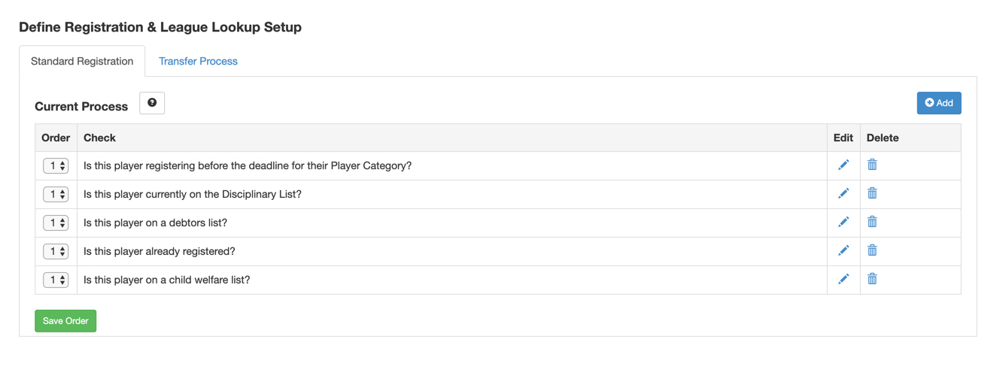 Define Registration & League Lookup Setup
Standard Registration Transfer Process
Current Process ? Add
Order Check Edit Delete
1 Is this player registering before the deadline for their Player Category?
1 Is this player currently on the Disciplinary List?
1 Is this player on a debtors list?
1 Is this player already registered?
1 Is this player on a child welfare list?
Save Order